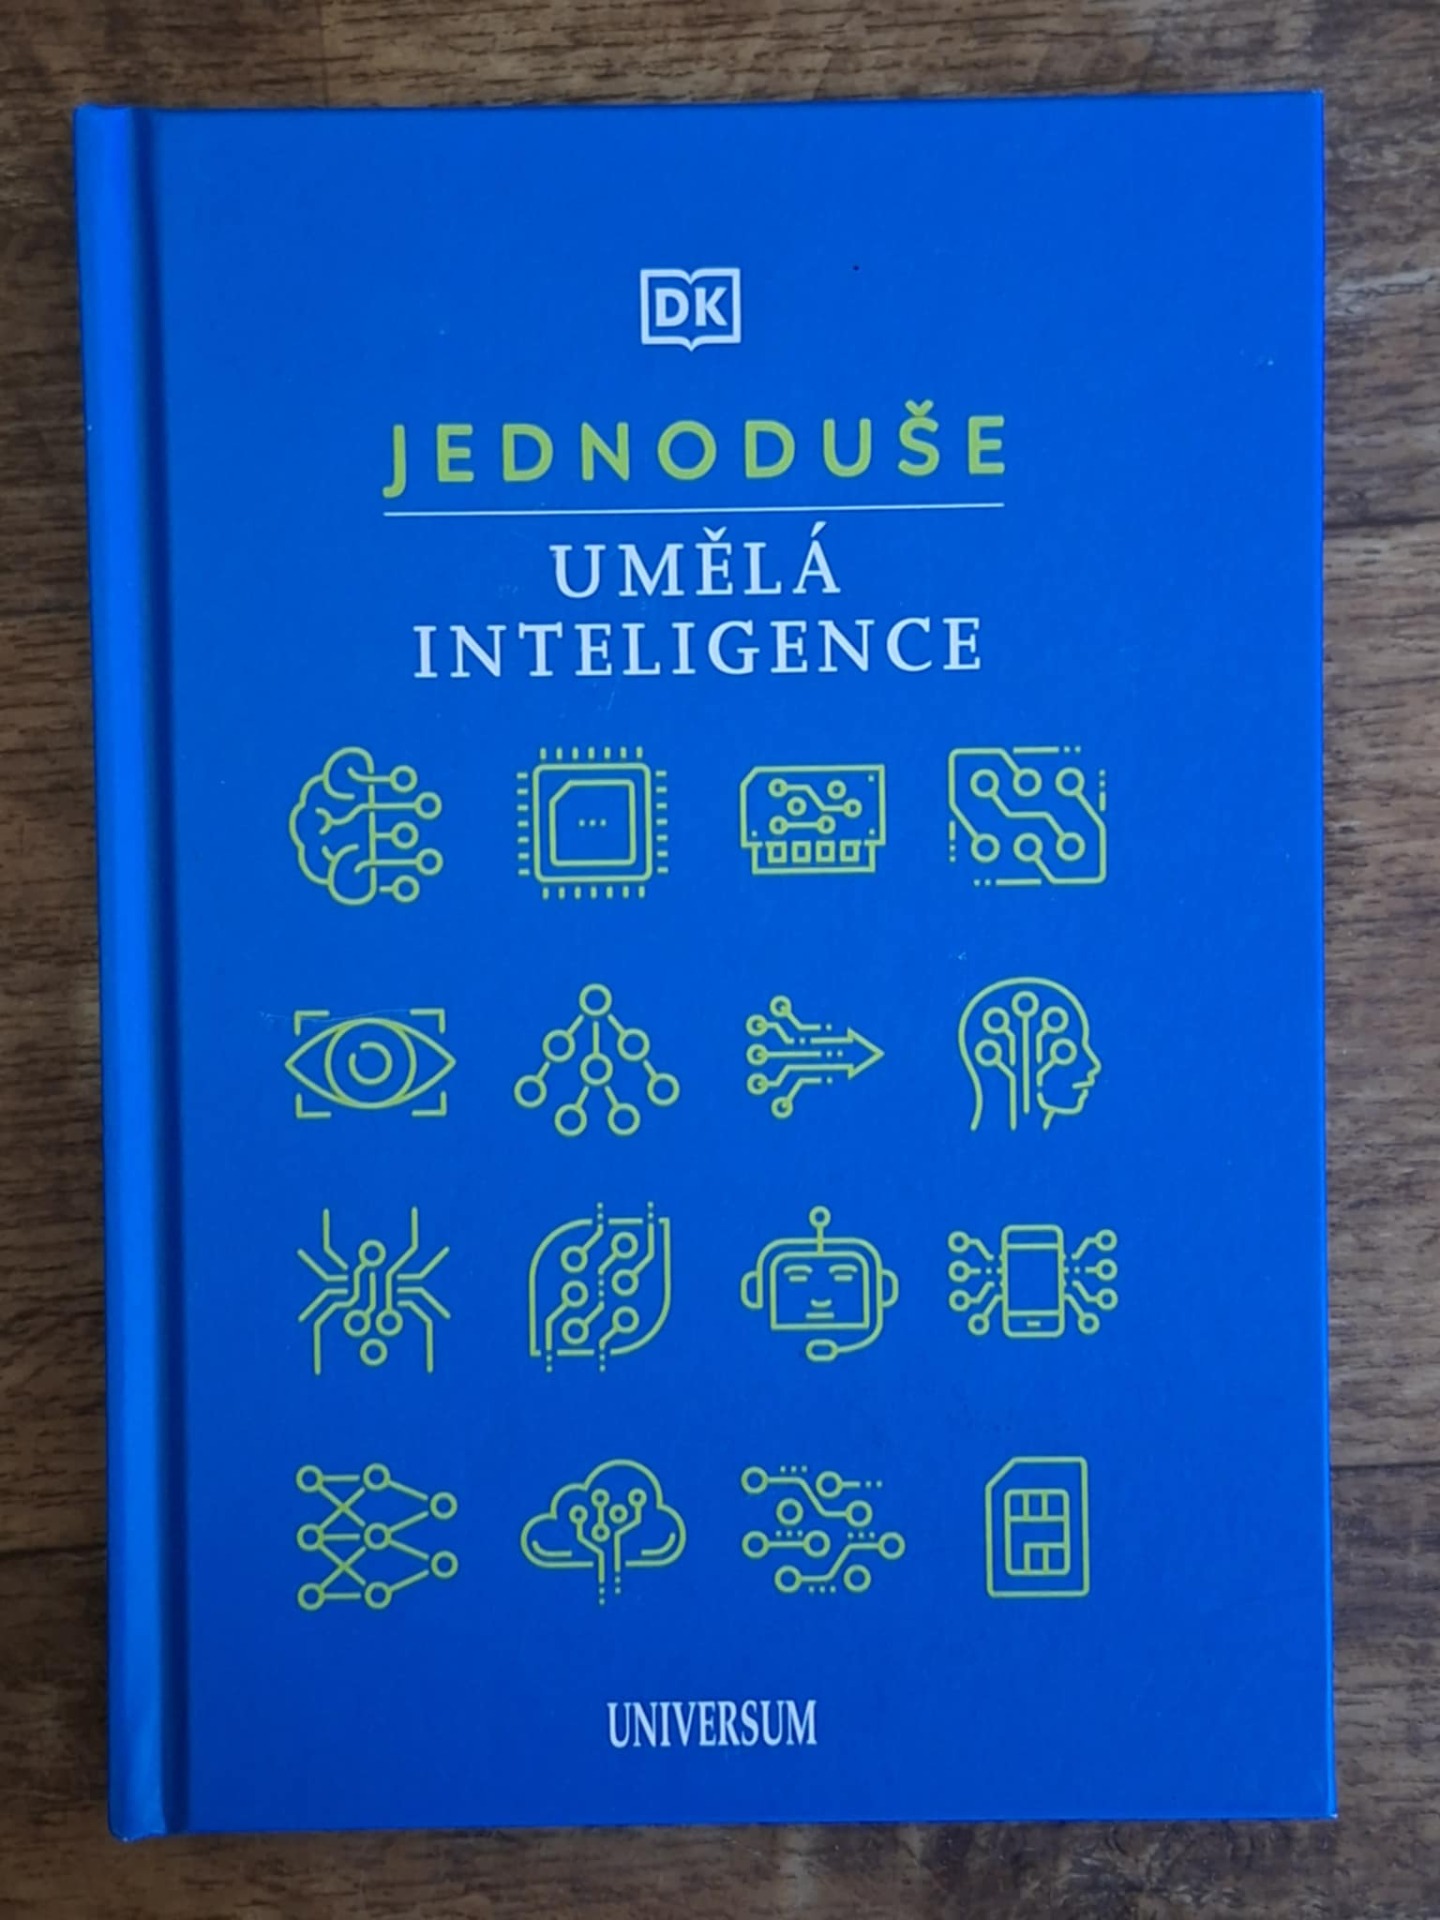 DK
JEDNODUŠE
UMĚLÁ
INTELIGENCE
UNIVERSUM